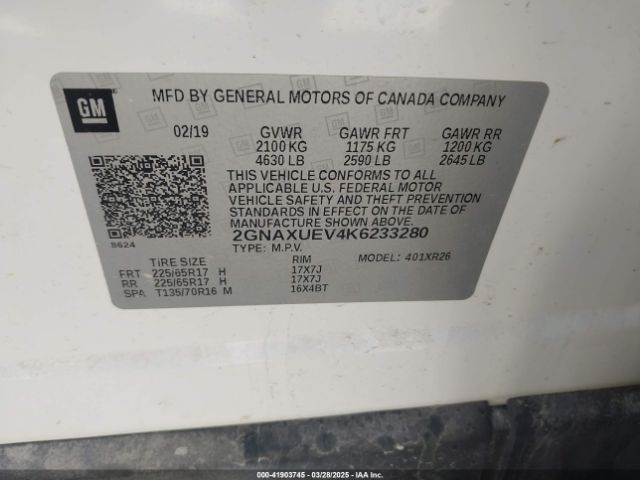 GM
MFD BY GENERAL MOTORS OF CANADA COMPANY
02/19 GVWR GAWR FRT GAWR RR
2100 KG 1175 KG 1200 KG
4630 LB 2590 LB 2645 LB
THIS VEHICLE CONFORMS TO ALL
APPLICABLE U.S. FEDERAL MOTOR
VEHICLE SAFETY AND THEFT PREVENTION
STANDARDS IN EFFECT ON THE DATE OF
MANUFACTURE SHOWN ABOVE.
2GNAXUEV4K6233280
8624
TYPE: M.P.V.
TIRE SIZE RIM MODEL: 401XR26
FRT 225/65R17 H 17X7J
RR 225/65R17 H 17X7J
SPA T135/70R16 M 16X4BT
000-41903745 | 03/28/2025 - IAA Inc.